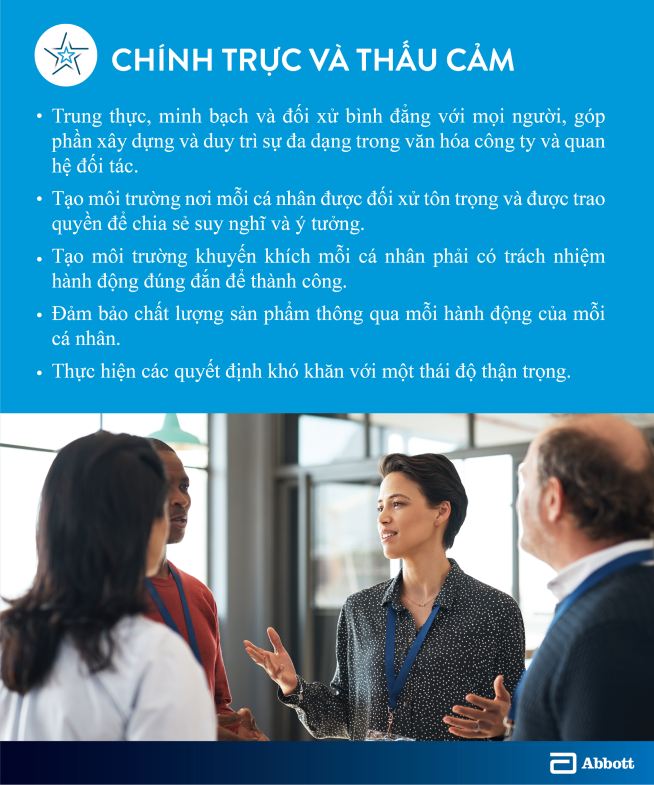 CHÍNH TRỰC VÀ THẤU CẢM
• Trung thực, minh bạch và đối xử bình đẳng với mọi người, góp
phần xây dựng và duy trì sự đa dạng trong văn hóa công ty và quan
hệ đối tác.
• Tạo môi trường nơi mỗi cá nhân được đối xử tôn trọng và được trao
quyền để chia sẻ suy nghĩ và ý tưởng.
• Tạo môi trường khuyến khích mỗi cá nhân phải có trách nhiệm
hành động đúng đắn để thành công.
• Đảm bảo chất lượng sản phẩm thông qua mỗi hành động của mỗi
cá nhân.
• Thực hiện các quyết định khó khăn với một thái độ thận trọng.
Abbott